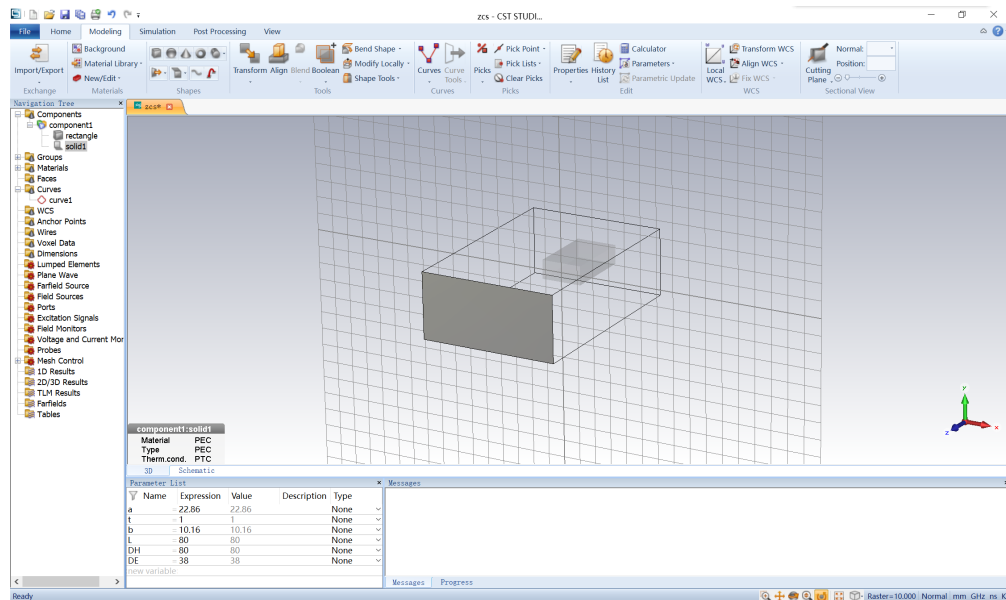 zcs - CST STUDI...
File Home Modeling Simulation Post Processing View
Import/Export
Exchange
Background
Material Library
New/Edit
Materials
Shapes
Transform Align Blend Boolean
Bend Shape
Modify Locally
Shape Tools
Tools
Curves Curve Tools
Curves
Picks
Pick Point
Pick Lists
Clear Picks
Picks
Properties History List
Calculator
Parameters
Parametric Update
Edit
Local WCS
Transform WCS
Align WCS
Fix WCS
WCS
Cutting Plane
Normal:
Position:
Sectional View
Navigation Tree
zcs*
Components
component1
rectangle
solid1
Groups
Materials
Faces
Curves
curve1
WCS
Anchor Points
Wires
Voxel Data
Dimensions
Lumped Elements
Plane Wave
Farfield Source
Field Sources
Ports
Excitation Signals
Field Monitors
Voltage and Current Mor
Probes
Mesh Control
1D Results
2D/3D Results
TLM Results
Farfields
Tables
y
x
z
component1:solid1
Material PEC
Type PEC
Therm.cond. PTC
3D Schematic
Parameter List
Name Expression Value Description Type
a = 22.86 22.86 None
t = 1 1 None
b = 10.16 10.16 None
L = 80 80 None
DH = 80 80 None
DE = 38 38 None
new variable
Messages
Messages Progress
Ready
Raster=10.000 Normal mm GHz ns K